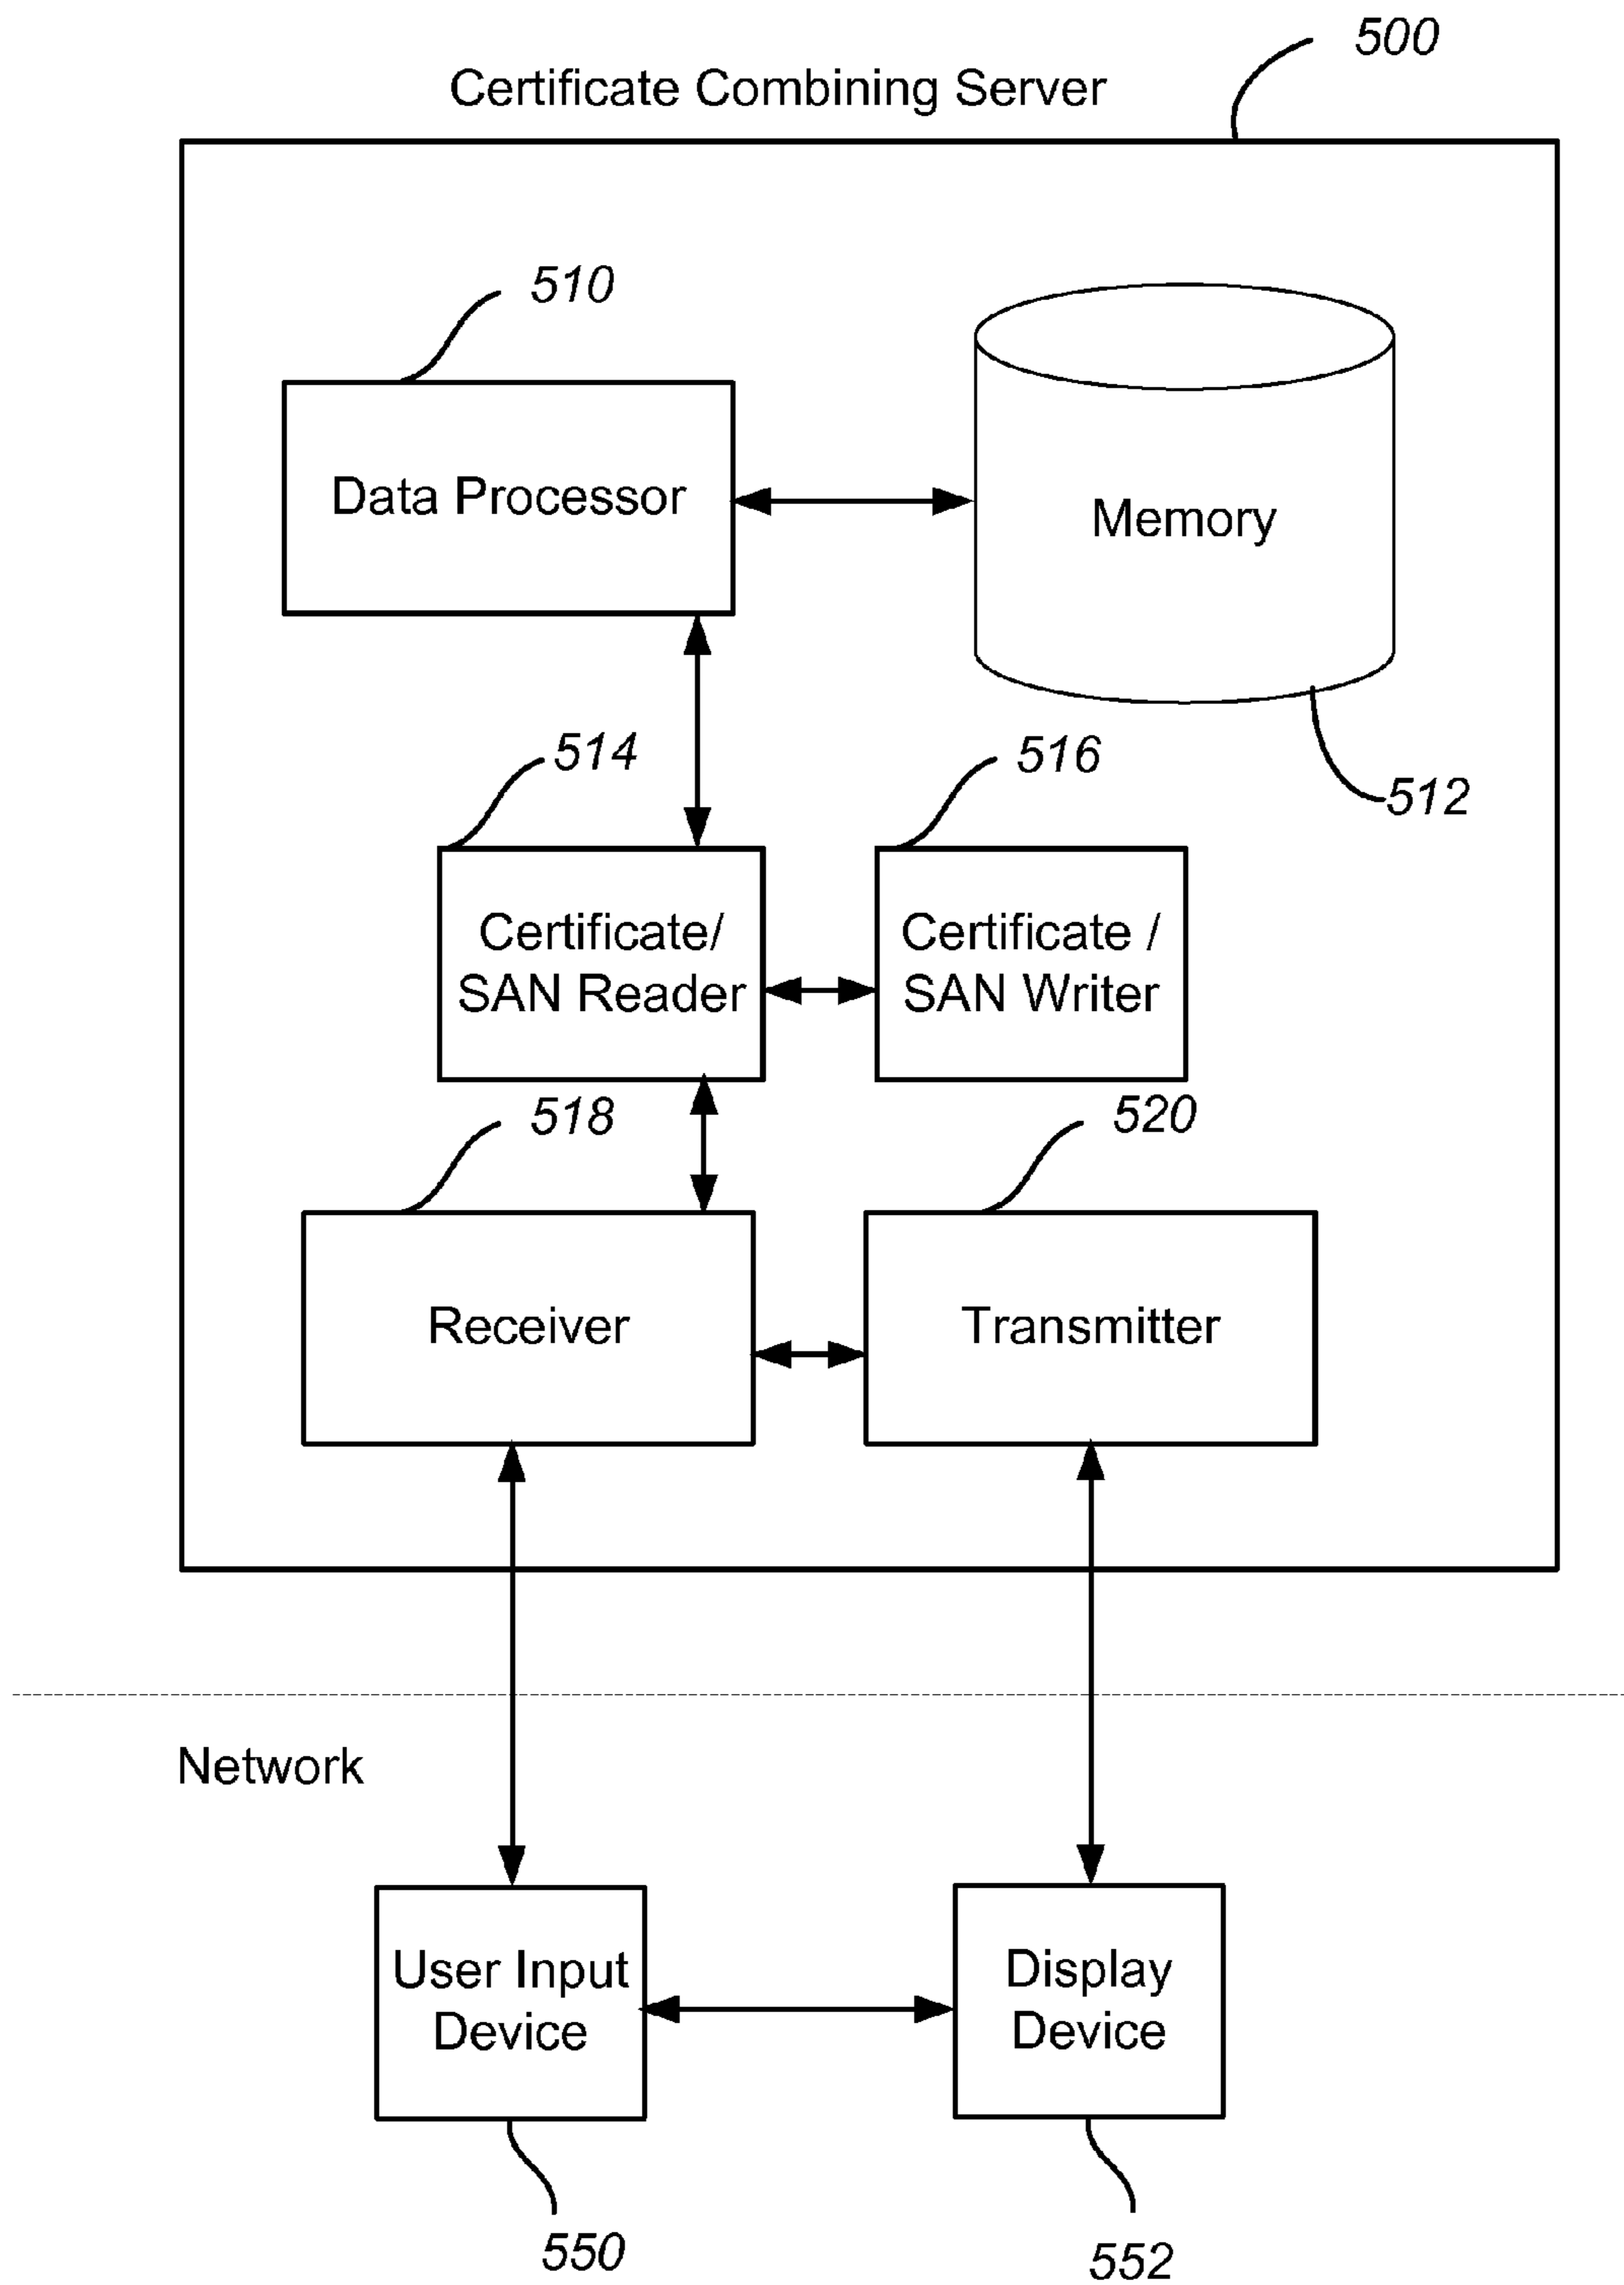 500
Certificate Combining Server
510
Data Processor
Memory
514
516
512
Certificate/
SAN Reader
Certificate /
SAN Writer
518
520
Receiver
Transmitter
Network
User Input
Device
Display
Device
550
552